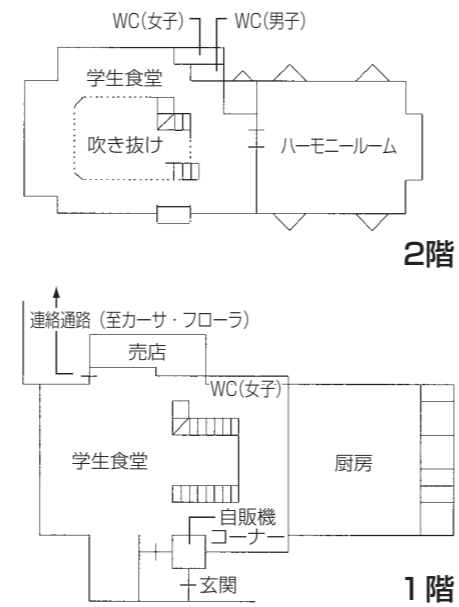 WC(女子) WC(男子)
学生食堂
吹き抜け
ハーモニールーム
2階
連絡通路（至カーサ・フローラ）
売店
WC(女子)
学生食堂
厨房
自販機
コーナー
玄関
1階